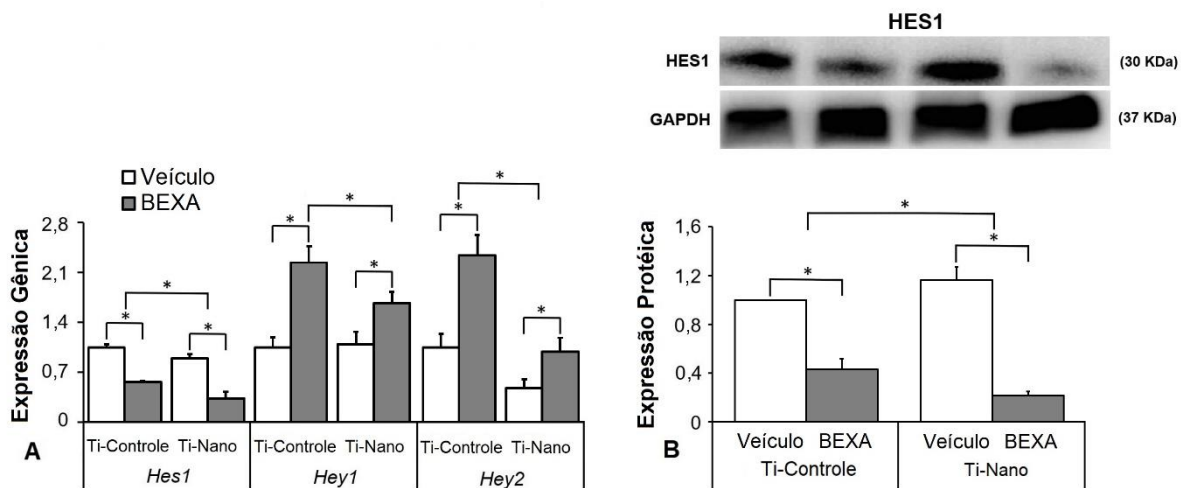 HES1
HES1 (30 KDa)
GAPDH (37 KDa)
Veículo
BEXA
Expressão Gênica
2,8
2,1
1,4
0,7
0
* * * * * * * * *
Ti-Controle Ti-Nano Ti-Controle Ti-Nano Ti-Controle Ti-Nano
Hes1 Hey1 Hey2
A
Expressão Protéica
1,6
1,2
0,8
0,4
0
* * *
Veículo BEXA Veículo BEXA
Ti-Controle Ti-Nano
B